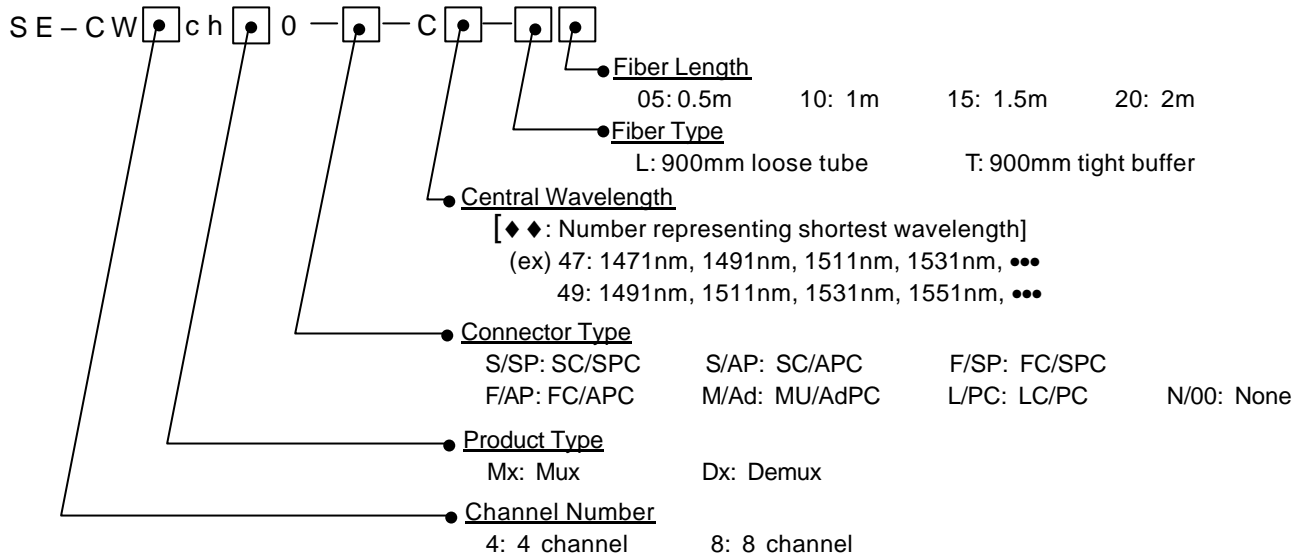 SE–CW●ch●0—●—C●—●●
Fiber Length
05: 0.5m 10: 1m 15: 1.5m 20: 2m
Fiber Type
L: 900mm loose tube T: 900mm tight buffer
Central Wavelength
[♦♦: Number representing shortest wavelength]
(ex) 47: 1471nm, 1491nm, 1511nm, 1531nm, •••
49: 1491nm, 1511nm, 1531nm, 1551nm, •••
Connector Type
S/SP: SC/SPC S/AP: SC/APC F/SP: FC/SPC
F/AP: FC/APC M/Ad: MU/AdPC L/PC: LC/PC N/00: None
Product Type
Mx: Mux Dx: Demux
Channel Number
4: 4 channel 8: 8 channel